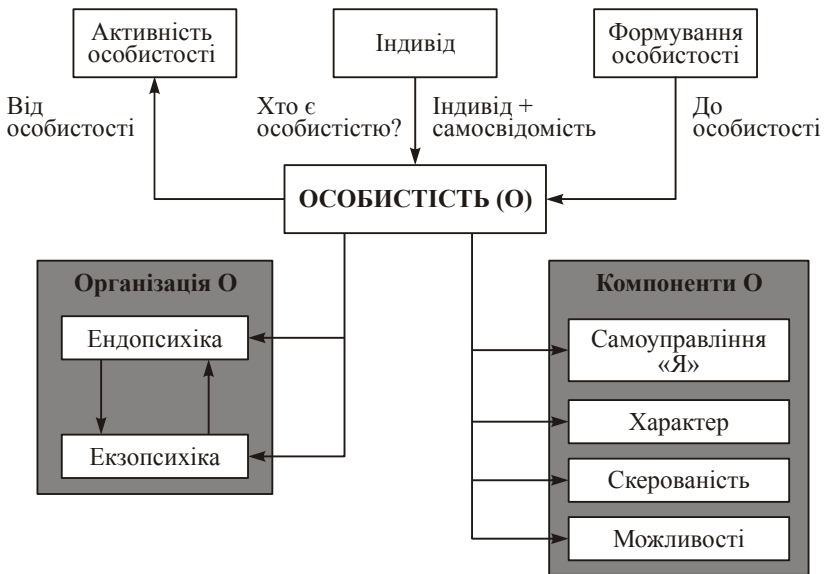 Активність
особистості
Індивід
Формування
особистості
Від
особистості
Хто є
особистістю?
Індивід +
самосвідомість
До
особистості
ОСОБИСТІСТЬ (О)
Організація О
Ендопсихіка
Екзопсихіка
Компоненти О
Самоуправління
«Я»
Характер
Скерованість
Можливості